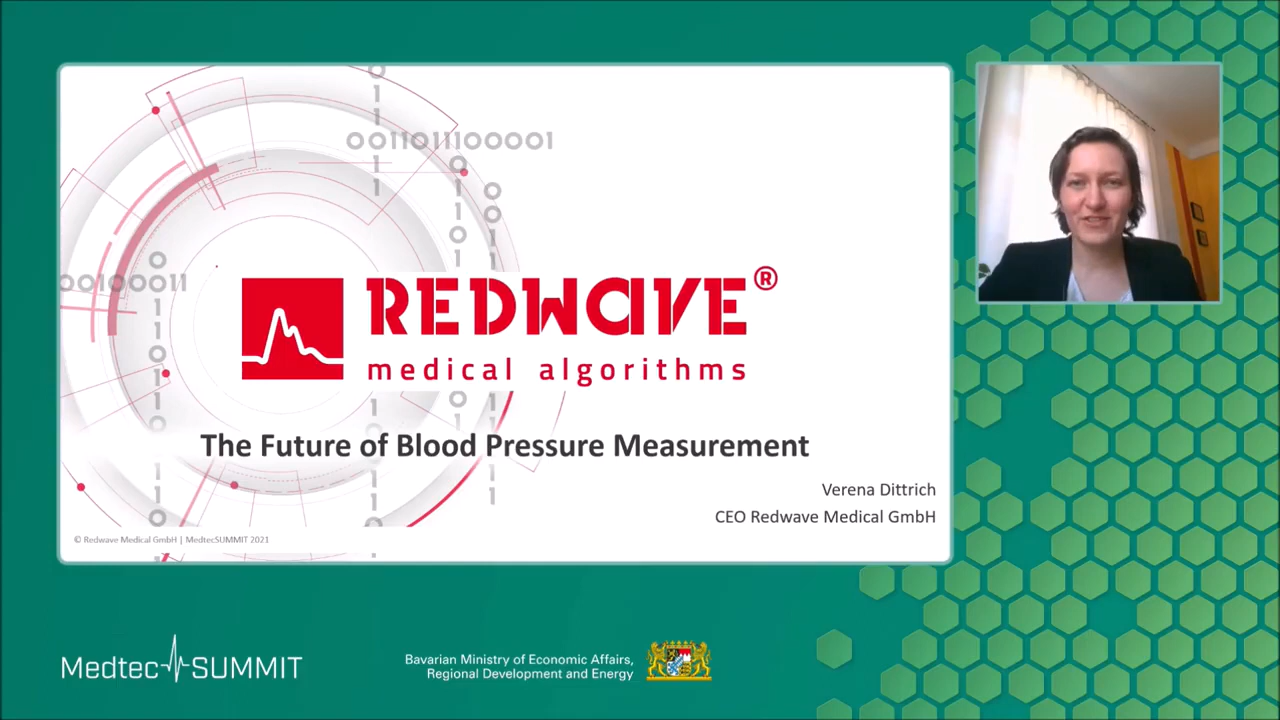 0011011100001
00100011
REDWAVE®
medical algorithms
The Future of Blood Pressure Measurement
Verena Dittrich
CEO Redwave Medical GmbH
© Redwave Medical GmbH | MedtecSUMMIT 2021
Medtec SUMMIT
Bavarian Ministry of Economic Affairs,
Regional Development and Energy